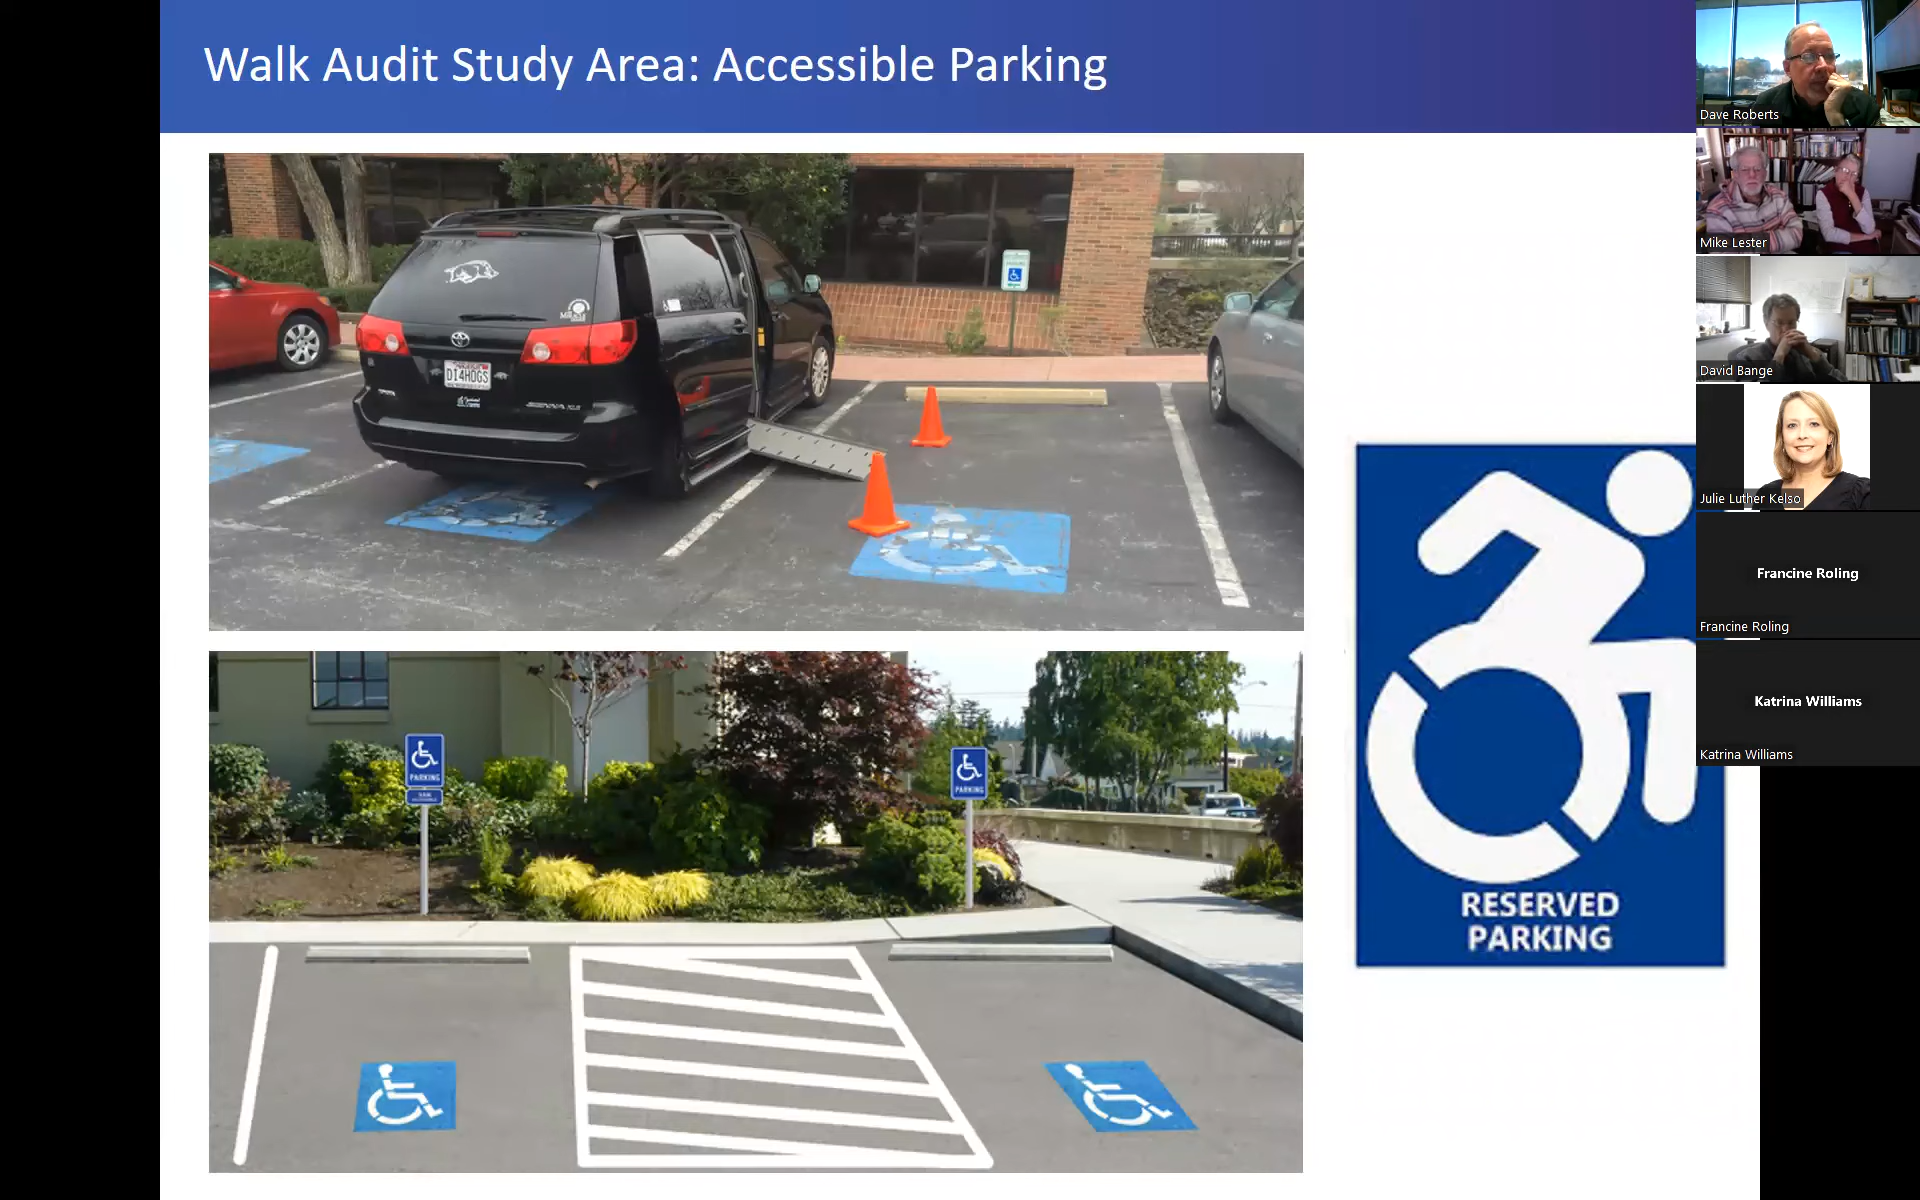 Walk Audit Study Area: Accessible Parking
D14HOGS
PARKING
PARKING
RESERVED
PARKING
Dave Roberts
Mike Lester
David Bange
Julie Luther Kelso
Francine Roling
Francine Roling
Katrina Williams
Katrina Williams